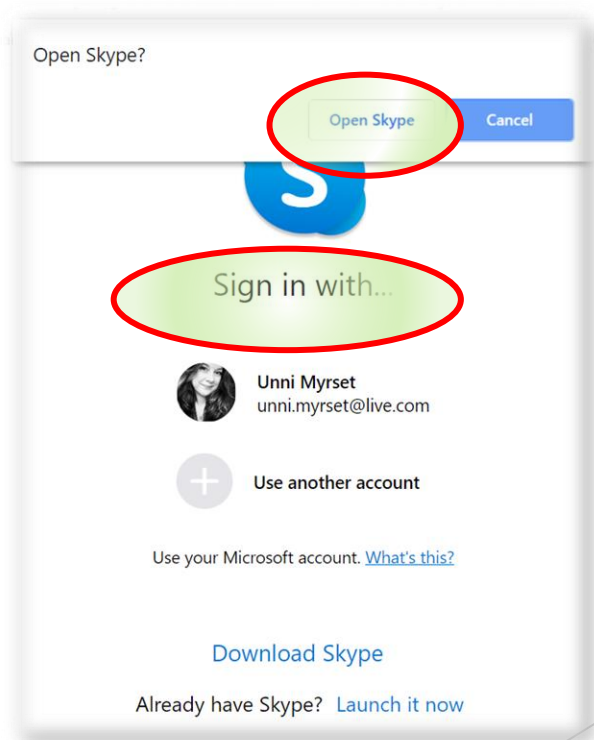 Open Skype?
Open Skype Cancel
S
Sign in with...
Unni Myrset
unni.myrset@live.com
Use another account
Use your Microsoft account. What's this?
Download Skype
Already have Skype? Launch it now